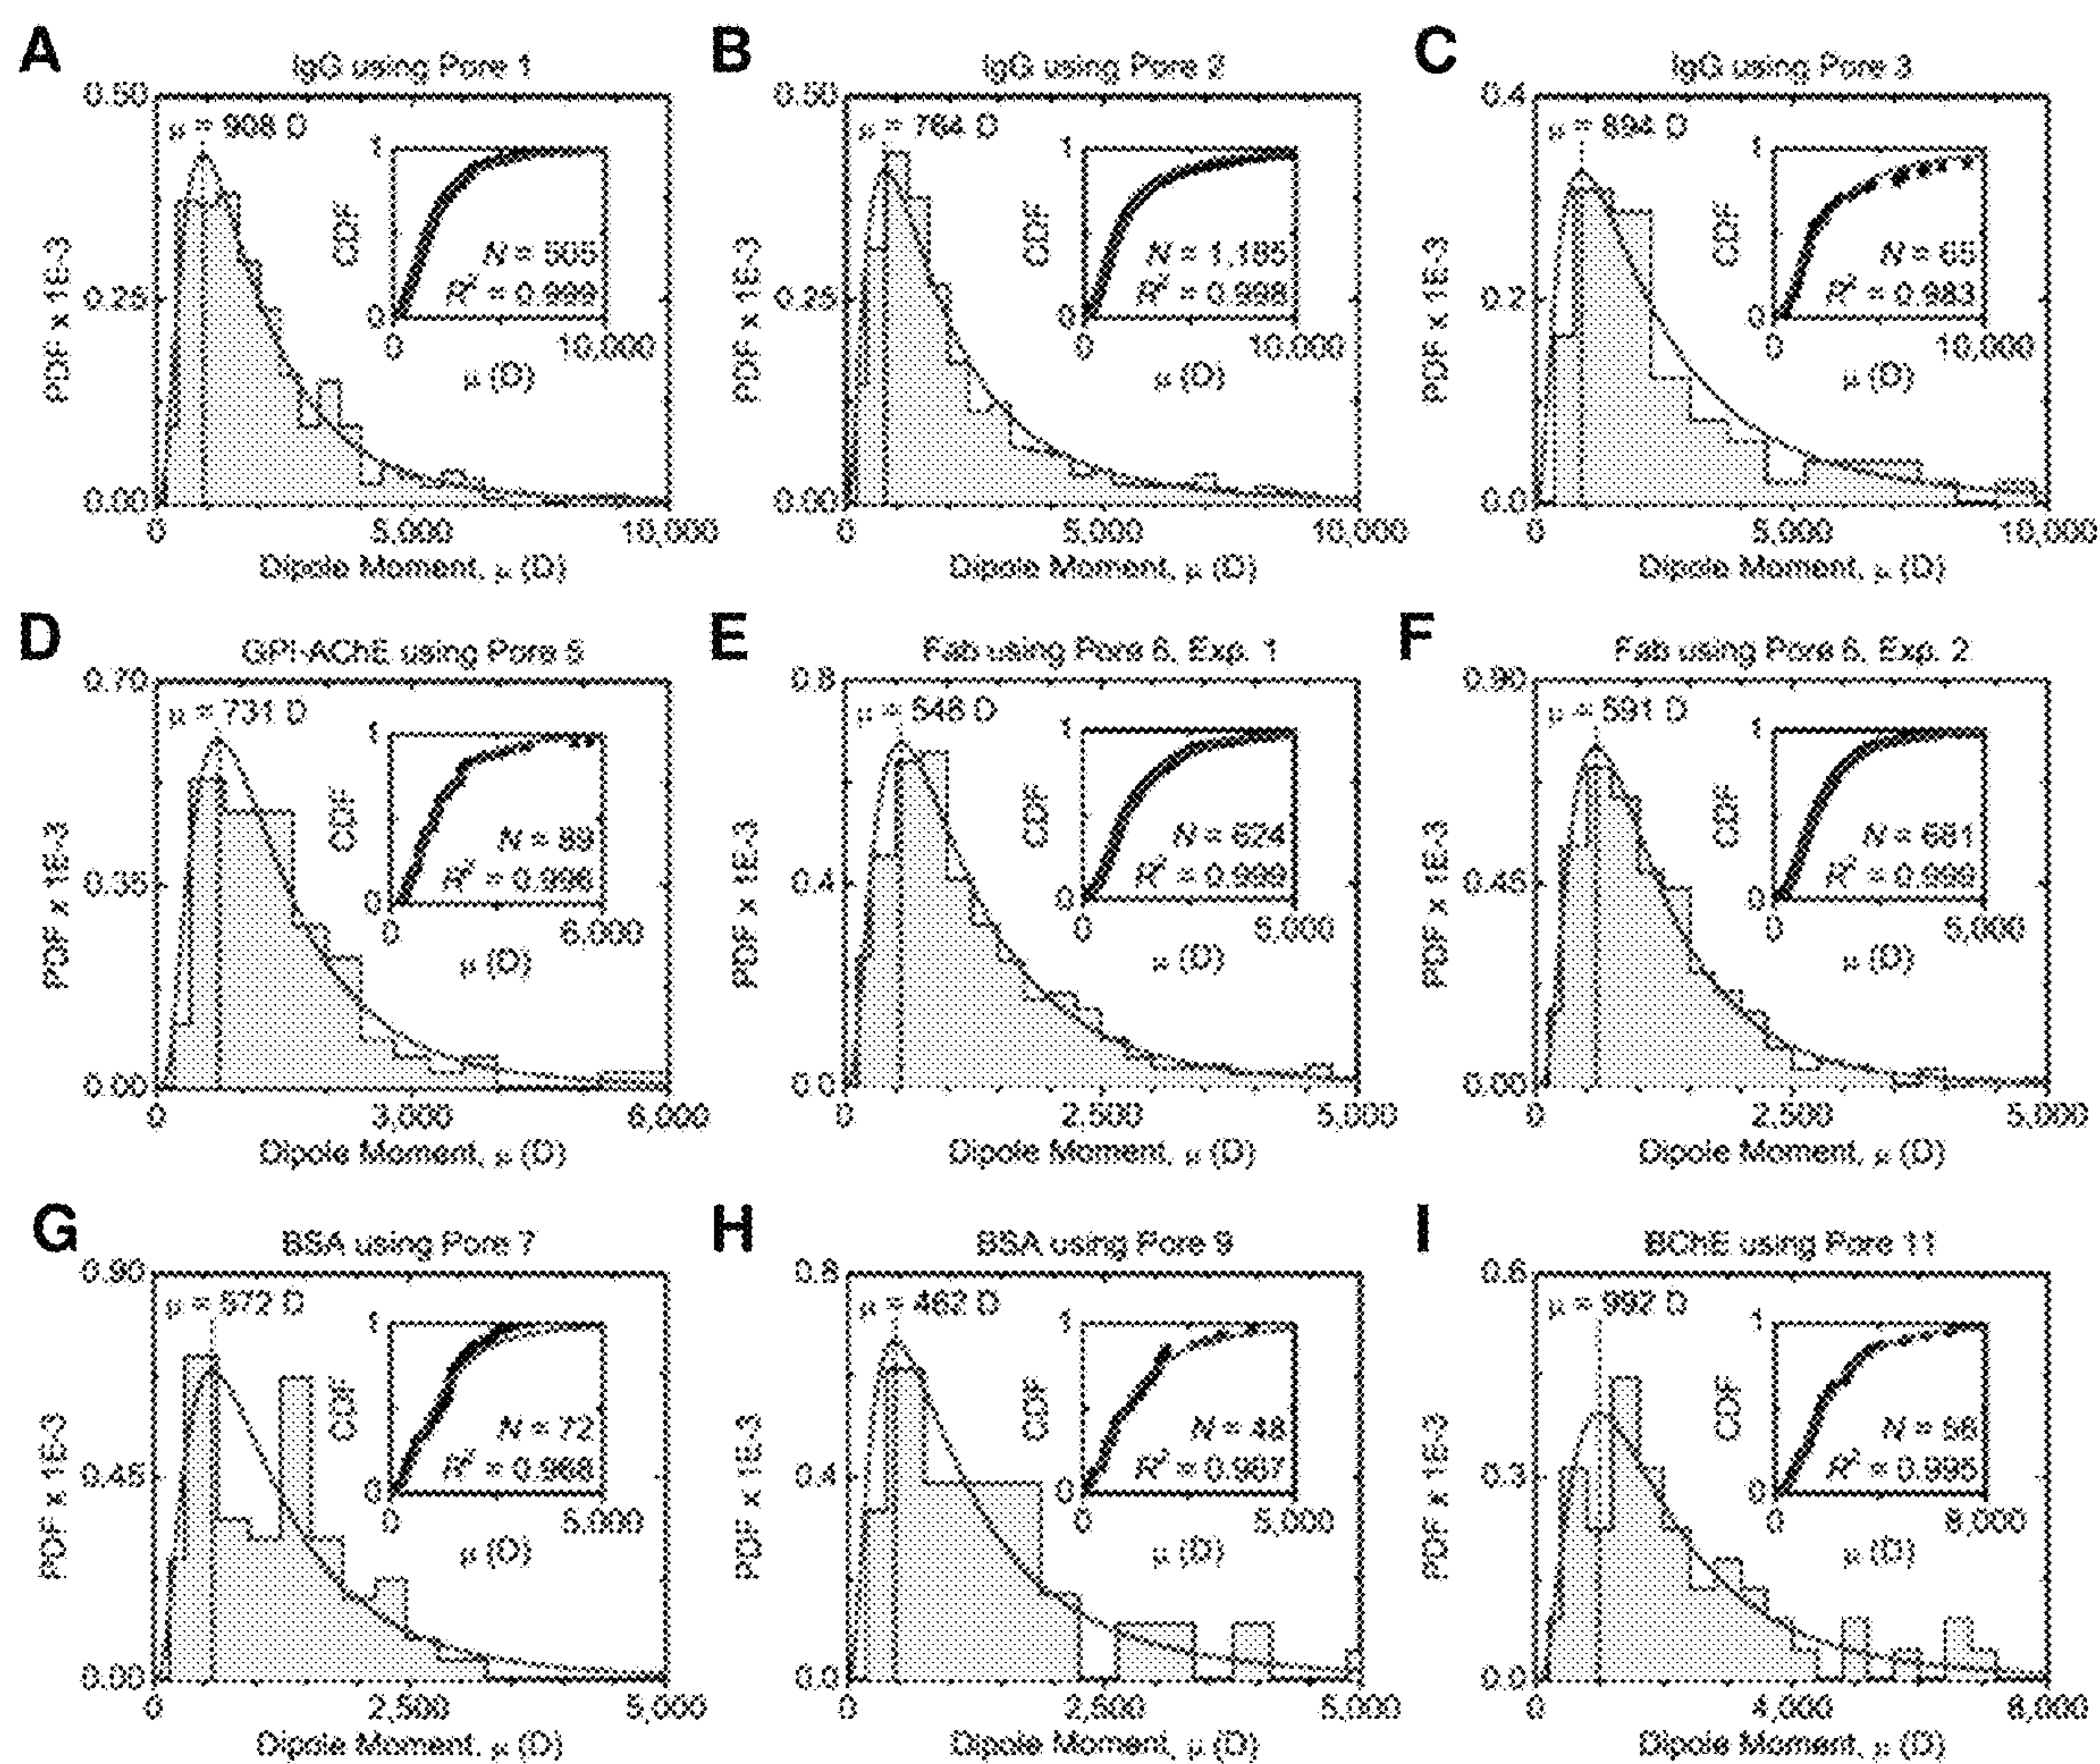 A
IgG using Pore 1
0.50
0.25
0.00
PDF x 1E-3
μ = 908 D
1
0
CDF
N = 505
R² = 0.999
0
10,000
μ (D)
0
5,000
10,000
Dipole Moment, μ (D)
B
IgG using Pore 2
0.50
0.25
0.00
PDF x 1E-3
μ = 764 D
1
0
CDF
N = 1,185
R² = 0.998
0
10,000
μ (D)
0
5,000
10,000
Dipole Moment, μ (D)
C
IgG using Pore 3
0.4
0.2
0.0
PDF x 1E-3
μ = 894 D
1
0
CDF
N = 65
R² = 0.983
0
10,000
μ (D)
0
5,000
10,000
Dipole Moment, μ (D)
D
GPI-AChE using Pore 5
0.70
0.35
0.00
PDF x 1E-3
μ = 731 D
1
0
CDF
N = 89
R² = 0.996
0
6,000
μ (D)
0
3,000
6,000
Dipole Moment, μ (D)
E
Fab using Pore 6, Exp. 1
0.8
0.4
0.0
PDF x 1E-3
μ = 548 D
1
0
CDF
N = 624
R² = 0.999
0
5,000
μ (D)
0
2,500
5,000
Dipole Moment, μ (D)
F
Fab using Pore 6, Exp. 2
0.90
0.45
0.00
PDF x 1E-3
μ = 591 D
1
0
CDF
N = 681
R² = 0.999
0
5,000
μ (D)
0
2,500
5,000
Dipole Moment, μ (D)
G
BSA using Pore 7
0.90
0.45
0.00
PDF x 1E-3
μ = 572 D
1
0
CDF
N = 72
R² = 0.968
0
5,000
μ (D)
0
2,500
5,000
Dipole Moment, μ (D)
H
BSA using Pore 9
0.8
0.4
0.0
PDF x 1E-3
μ = 462 D
1
0
CDF
N = 48
R² = 0.987
0
5,000
μ (D)
0
2,500
5,000
Dipole Moment, μ (D)
I
BChE using Pore 11
0.6
0.3
0.0
PDF x 1E-3
μ = 992 D
1
0
CDF
R² = 0.995
0
8,000
μ (D)
0
4,000
8,000
Dipole Moment, μ (D)